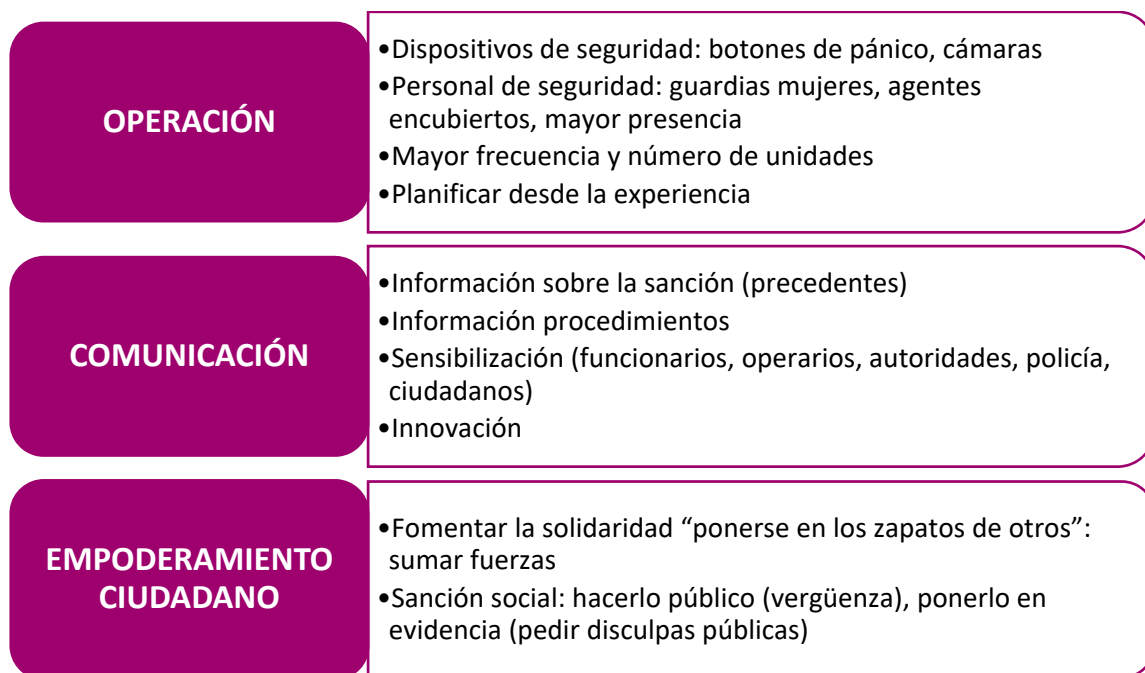 OPERACIÓN
•Dispositivos de seguridad: botones de pánico, cámaras
•Personal de seguridad: guardias mujeres, agentes
encubiertos, mayor presencia
•Mayor frecuencia y número de unidades
•Planificar desde la experiencia
COMUNICACIÓN
•Información sobre la sanción (precedentes)
•Información procedimientos
•Sensibilización (funcionarios, operarios, autoridades, policía,
ciudadanos)
•Innovación
EMPODERAMIENTO
CIUDADANO
•Fomentar la solidaridad “ponerse en los zapatos de otros”:
sumar fuerzas
•Sanción social: hacerlo público (vergüenza), ponerlo en
evidencia (pedir disculpas públicas)